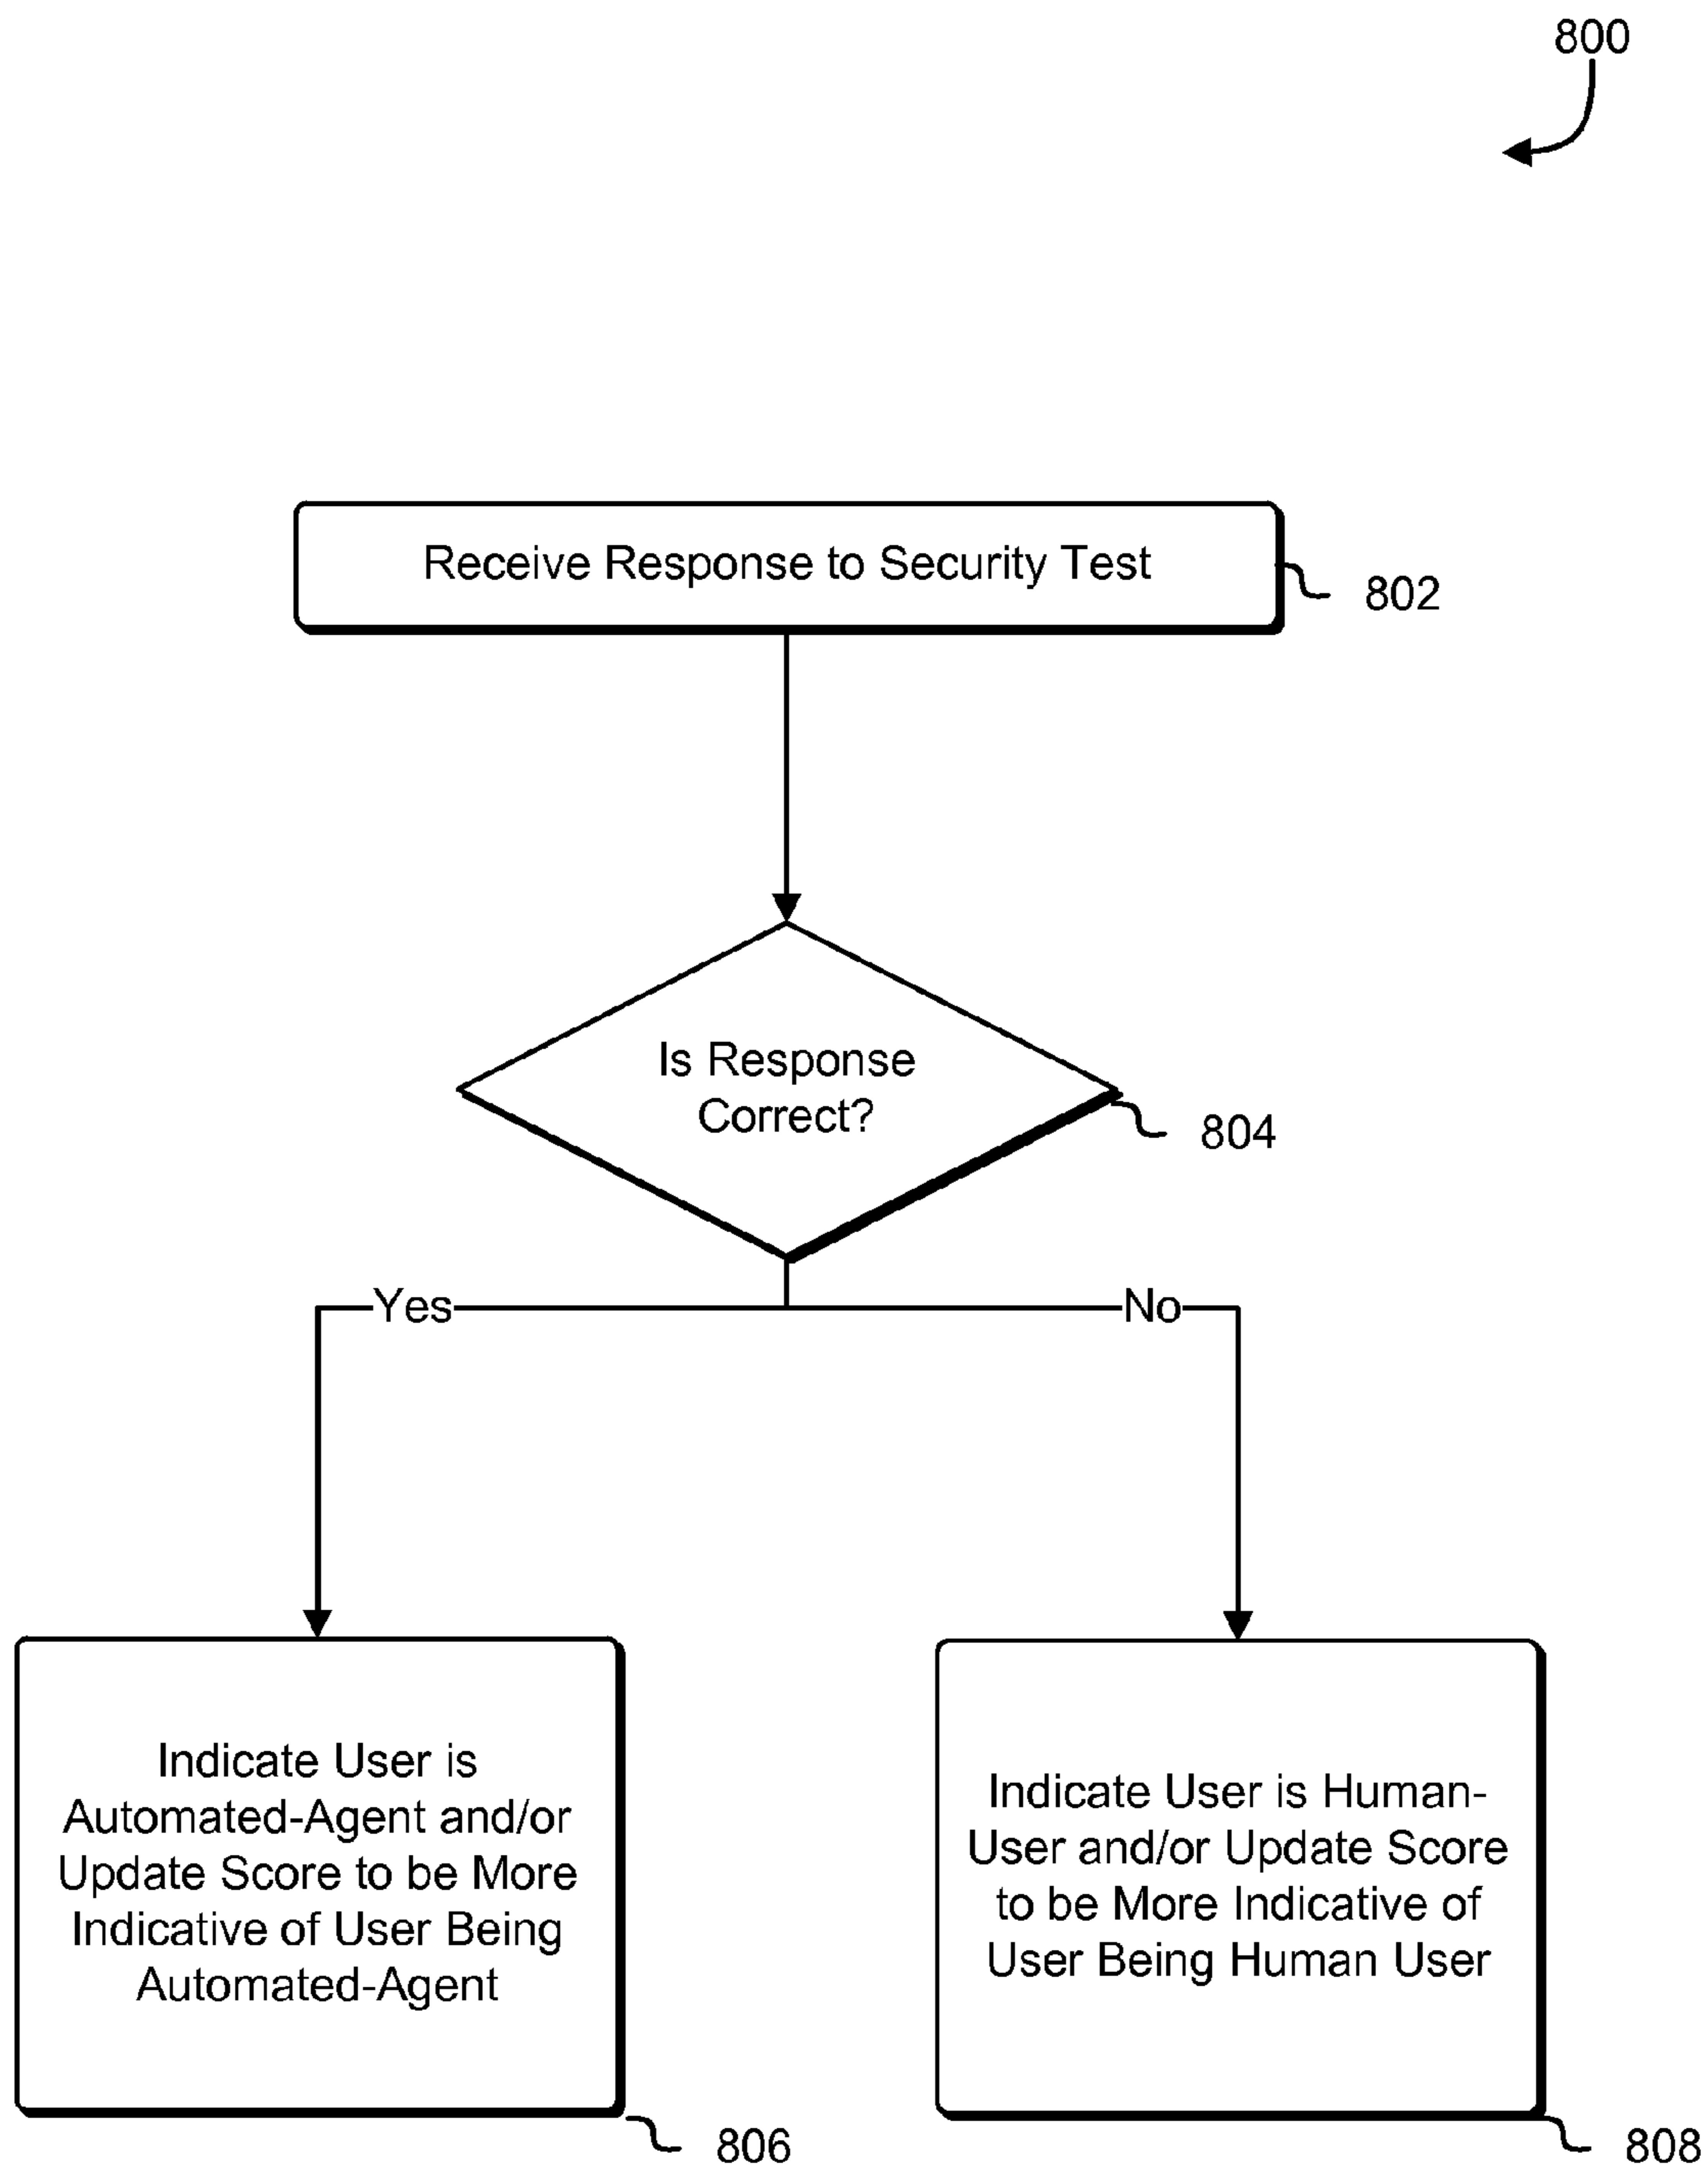 800
Receive Response to Security Test
802
Is Response
Correct?
804
Yes
No
Indicate User is
Automated-Agent and/or
Update Score to be More
Indicative of User Being
Automated-Agent
806
Indicate User is Human-
User and/or Update Score
to be More Indicative of
User Being Human User
808